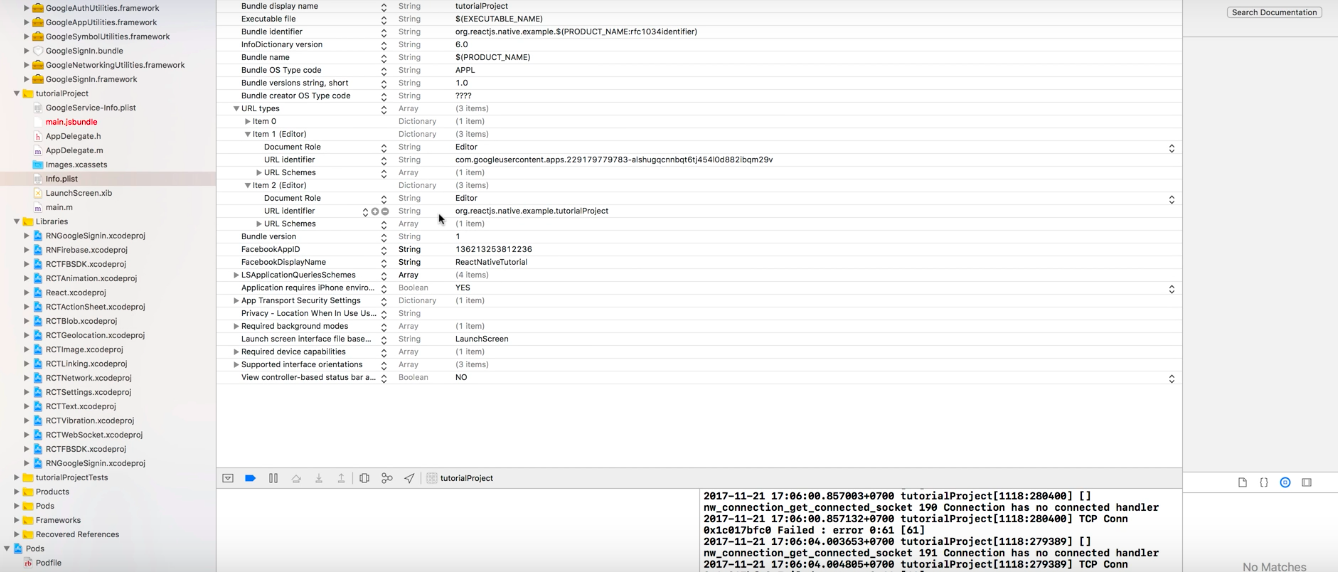 GoogleAuthUtilities.framework
GoogleAppUtilities.framework
GoogleSymbolUtilities.framework
GoogleSignIn.bundle
GoogleNetworkingUtilities.framework
GoogleSignIn.framework
tutorialProject
GoogleService-Info.plist
main.jsbundle
AppDelegate.h
AppDelegate.m
Images.xcassets
Info.plist
LaunchScreen.xib
main.m
Libraries
RNGoogleSignin.xcodeproj
RNFirebase.xcodeproj
RCTFBSDK.xcodeproj
RCTAnimation.xcodeproj
React.xcodeproj
RCTActionSheet.xcodeproj
RCTBlob.xcodeproj
RCTGeolocation.xcodeproj
RCTImage.xcodeproj
RCTLinking.xcodeproj
RCTNetwork.xcodeproj
RCTSettings.xcodeproj
RCTText.xcodeproj
RCTVibration.xcodeproj
RCTWebSocket.xcodeproj
RCTFBSDK.xcodeproj
RNGoogleSignin.xcodeproj
tutorialProjectTests
Products
Pods
Frameworks
Recovered References
Pods
Podfile
Bundle display name String tutorialProject
Executable file String $(EXECUTABLE_NAME)
Bundle identifier String org.reactjs.native.example.$(PRODUCT_NAME:rfc1034identifier)
InfoDictionary version String 6.0
Bundle name String $(PRODUCT_NAME)
Bundle OS Type code String APPL
Bundle versions string, short String 1.0
Bundle creator OS Type code String ????
URL types Array (3 items)
Item 0 Dictionary (1 item)
Item 1 (Editor) Dictionary (3 items)
Document Role String Editor
URL identifier String
URL Schemes Array (1 item)
Item 2 (Editor) Dictionary (3 items)
Document Role String Editor
URL identifier String org.reactjs.native.example.tutorialProject
URL Schemes Array (1 item)
Bundle version String 1
FacebookAppID String 136213253812236
FacebookDisplayName String ReactNativeTutorial
LSApplicationQueriesSchemes Array (4 items)
Application requires iPhone enviro... Boolean YES
App Transport Security Settings Dictionary (1 item)
Privacy - Location When In Use Us... String
Required background modes Array (1 item)
Launch screen interface file base... String LaunchScreen
Required device capabilities Array (1 item)
Supported interface orientations Array (3 items)
View controller-based status bar a... Boolean NO
tutorialProject
2017-11-21 17:06:00.857003+0700 tutorialProject[1118:280400] []
nw_connection_get_connected_socket 190 Connection has no connected handler
2017-11-21 17:06:00.857132+0700 tutorialProject[1118:280400] TCP Conn
0x1c017bfc0 Failed : error 0:61 [61]
2017-11-21 17:06:04.003653+0700 tutorialProject[1118:279389] []
nw_connection_get_connected_socket 191 Connection has no connected handler
2017-11-21 17:06:04.004805+0700 tutorialProject[1118:279389] TCP Conn
Search Documentation
No Matches